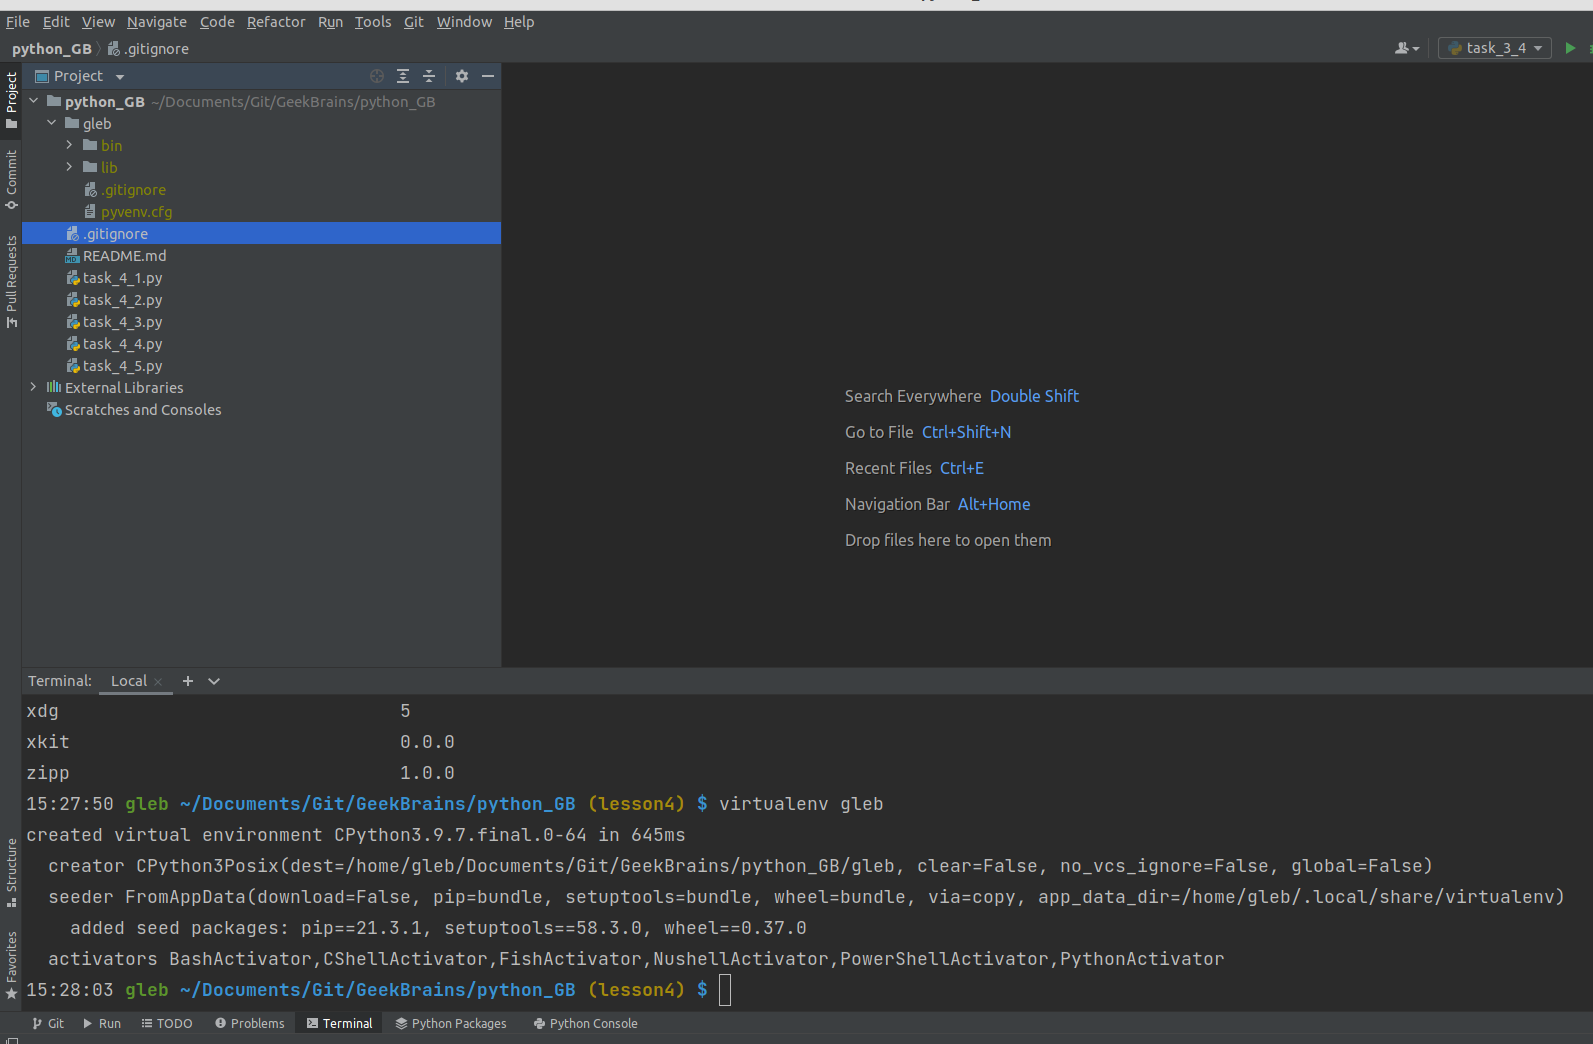 File Edit View Navigate Code Refactor Run Tools Git Window Help
python_GB .gitignore
task_3_4
Project
Project
python_GB ~/Documents/Git/GeekBrains/python_GB
gleb
bin
lib
.gitignore
pyvenv.cfg
.gitignore
README.md
task_4_1.py
task_4_2.py
task_4_3.py
task_4_4.py
task_4_5.py
External Libraries
Scratches and Consoles
Commit
Pull Requests
Search Everywhere Double Shift
Go to File Ctrl+Shift+N
Recent Files Ctrl+E
Navigation Bar Alt+Home
Drop files here to open them
Terminal: Local
xdg 5
xkit 0.0.0
zipp 1.0.0
15:27:50 gleb ~/Documents/Git/GeekBrains/python_GB (lesson4) $ virtualenv gleb
created virtual environment CPython3.9.7.final.0-64 in 645ms
creator CPython3Posix(dest=/home/gleb/Documents/Git/GeekBrains/python_GB/gleb, clear=False, no_vcs_ignore=False, global=False)
seeder FromAppData(download=False, pip=bundle, setuptools=bundle, wheel=bundle, via=copy, app_data_dir=/home/gleb/.local/share/virtualenv)
added seed packages: pip==21.3.1, setuptools==58.3.0, wheel==0.37.0
activators BashActivator,CShellActivator,FishActivator,NushellActivator,PowerShellActivator,PythonActivator
15:28:03 gleb ~/Documents/Git/GeekBrains/python_GB (lesson4) $
Structure
Favorites
Git Run TODO Problems Terminal Python Packages Python Console